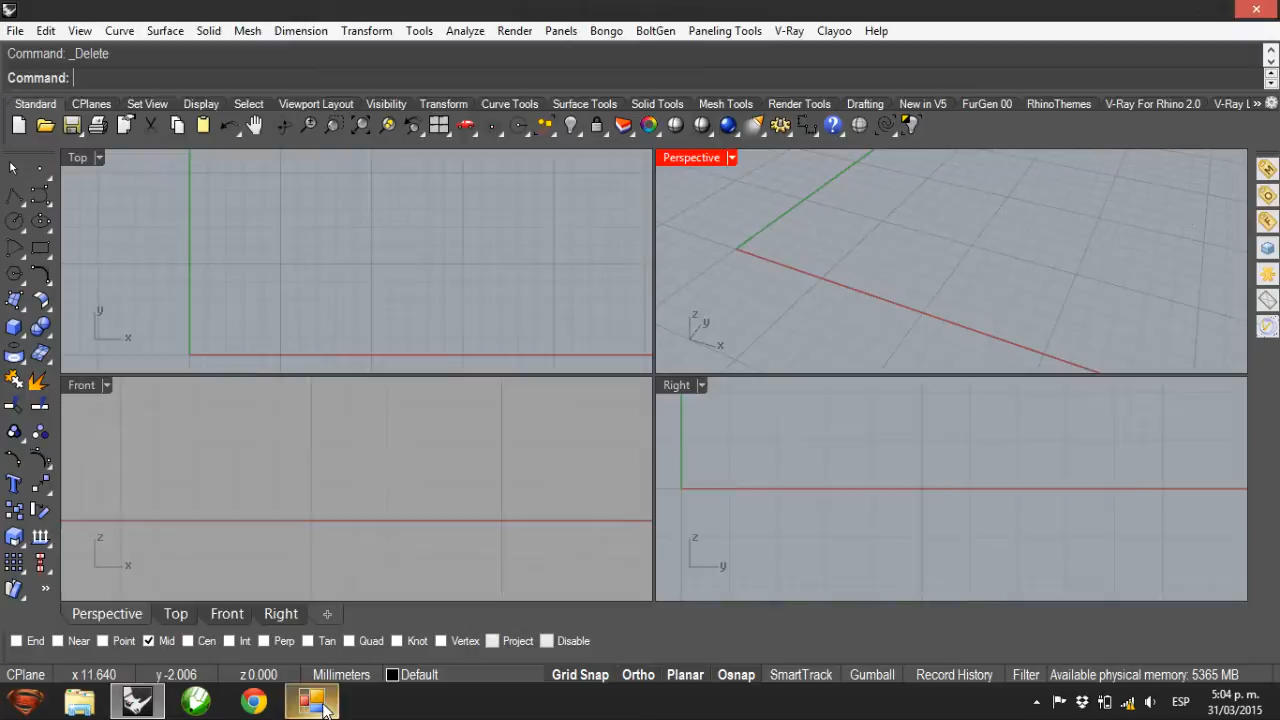 File Edit View Curve Surface Solid Mesh Dimension Transform Tools Analyze Render Panels Bongo BoltGen Paneling Tools V-Ray Clayoo Help
Command: _Delete
Command:
Standard CPlanes Set View Display Select Viewport Layout Visibility Transform Curve Tools Surface Tools Solid Tools Mesh Tools Render Tools Drafting New in V5 FurGen 00 RhinoThemes V-Ray For Rhino 2.0 V-Ray L
Top Perspective
y
x
z
y
x
Front Right
z
x
z
y
Perspective Top Front Right
End Near Point Mid Cen Int Perp Tan Quad Knot Vertex Project Disable
CPlane x 11.640 y -2.006 z 0.000 Millimeters Default Grid Snap Ortho Planar Osnap SmartTrack Gumball Record History Filter Available physical memory: 5365 MB
ESP
5:04 p. m.
31/03/2015